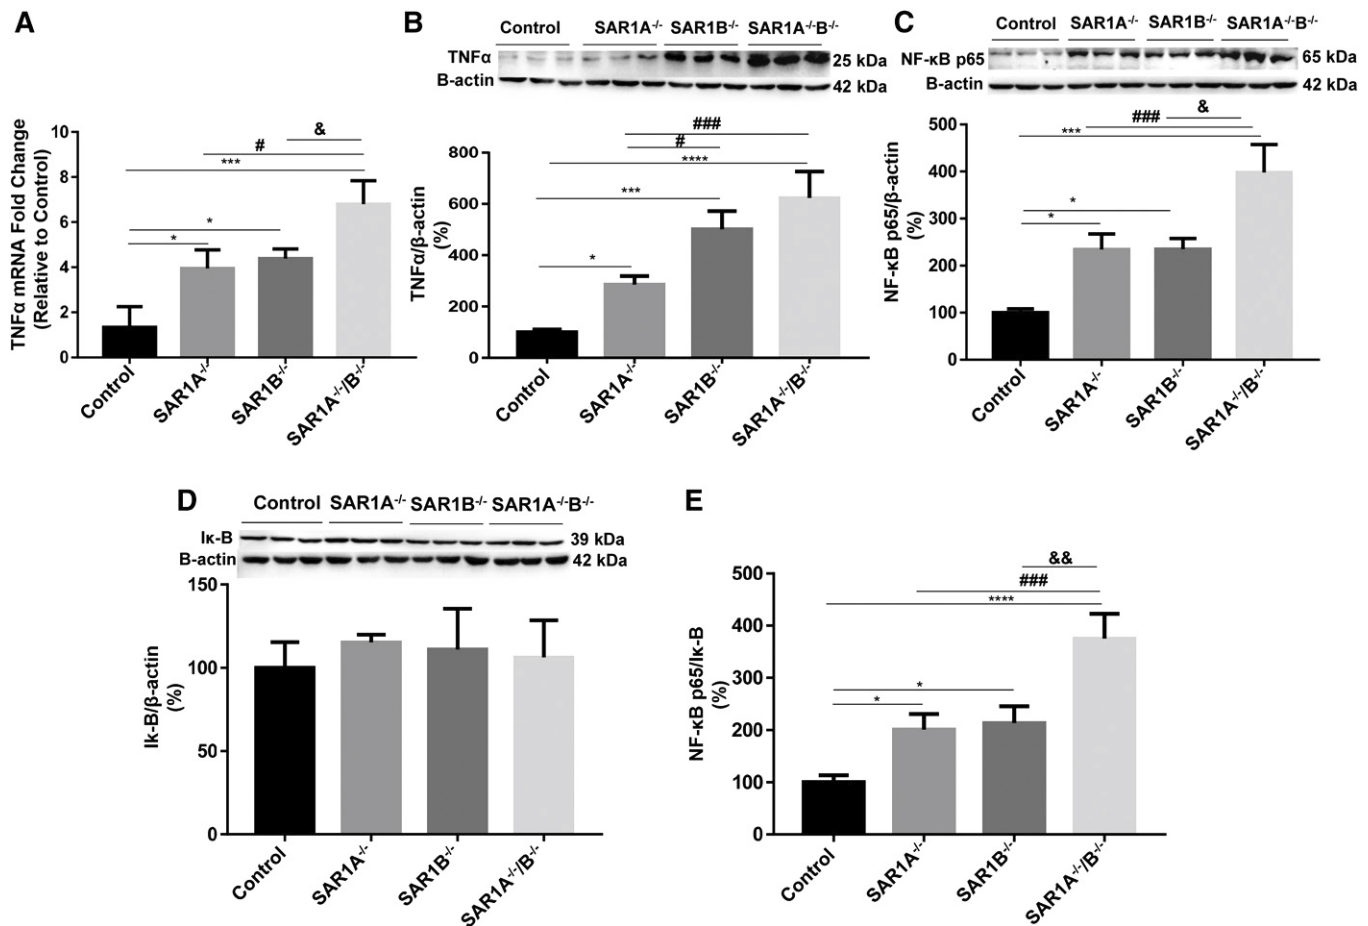 A
TNFα mRNA Fold Change
(Relative to Control)
10
8
6
4
2
0
&
#
***
*
*
Control
SAR1A-/-
SAR1B-/-
SAR1A-/-/B-/-
B
Control SAR1A-/- SAR1B-/- SAR1A-/-B-/-
TNFα 25 kDa
B-actin 42 kDa
TNFα/β-actin
(%)
800
600
400
200
0
###
#
****
***
*
Control
SAR1A-/-
SAR1B-/-
SAR1A-/-/B-/-
C
Control SAR1A-/- SAR1B-/- SAR1A-/-B-/-
NF-κB p65 65 kDa
B-actin 42 kDa
NF-κB p65/β-actin
(%)
500
400
300
200
100
0
&
###
***
*
*
Control
SAR1A-/-
SAR1B-/-
SAR1A-/-/B-/-
D
Control SAR1A-/- SAR1B-/- SAR1A-/-B-/-
Iκ-B 39 kDa
B-actin 42 kDa
Ik-B/β-actin
(%)
150
100
50
0
Control
SAR1A-/-
SAR1B-/-
SAR1A-/-/B-/-
E
NF-κB p65/Iκ-B
(%)
500
400
300
200
100
0
&&
###
****
*
*
Control
SAR1A-/-
SAR1B-/-
SAR1A-/-/B-/-